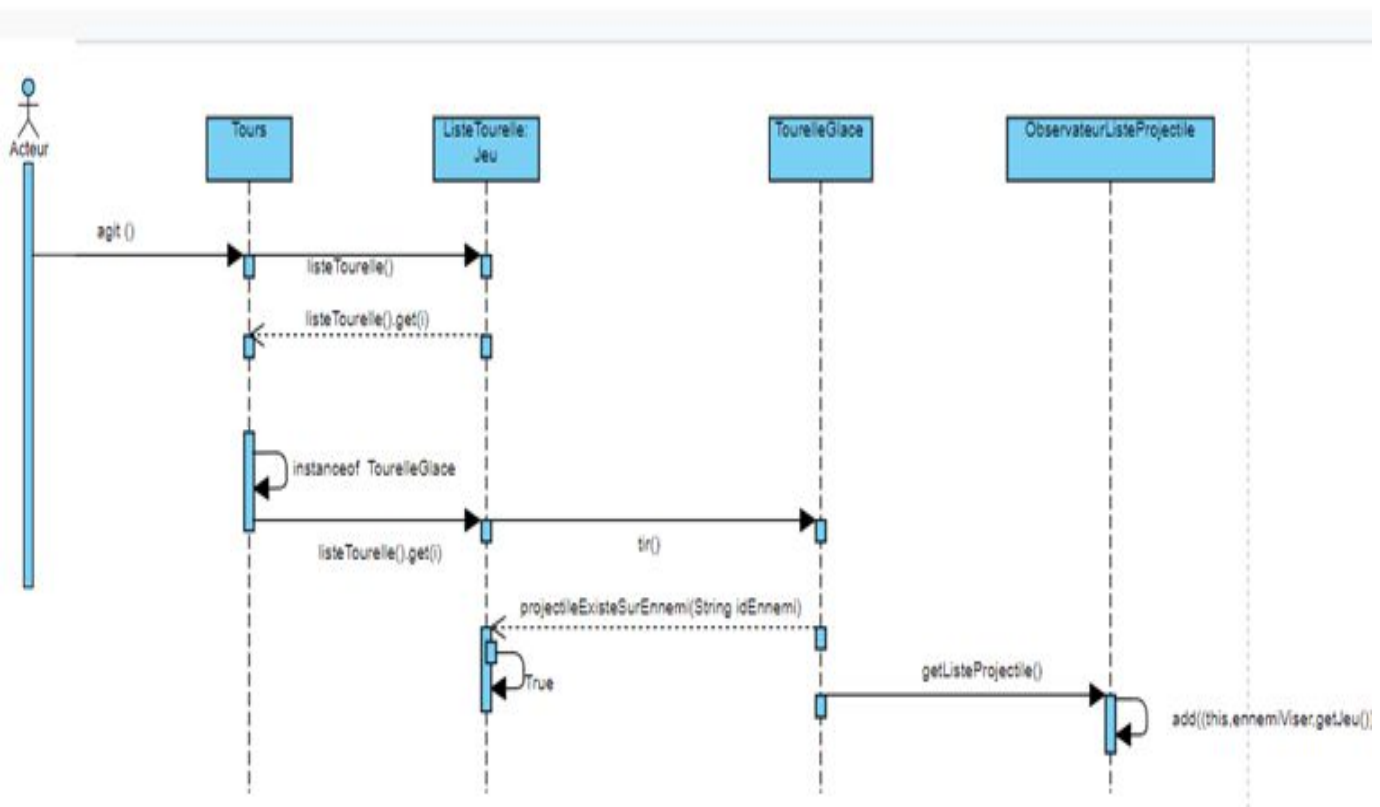 Acteur
Tours
ListeTourelle:
Jeu
TourelleGlace
ObservateurListeProjectile
agit ()
listeTourelle()
listeTourelle().get(i)
instanceof TourelleGlace
listeTourelle().get(i)
tir()
projectileExisteSurEnnemi(String idEnnemi)
True
getListeProjectile()
add((this,ennemiViser,getJeu())